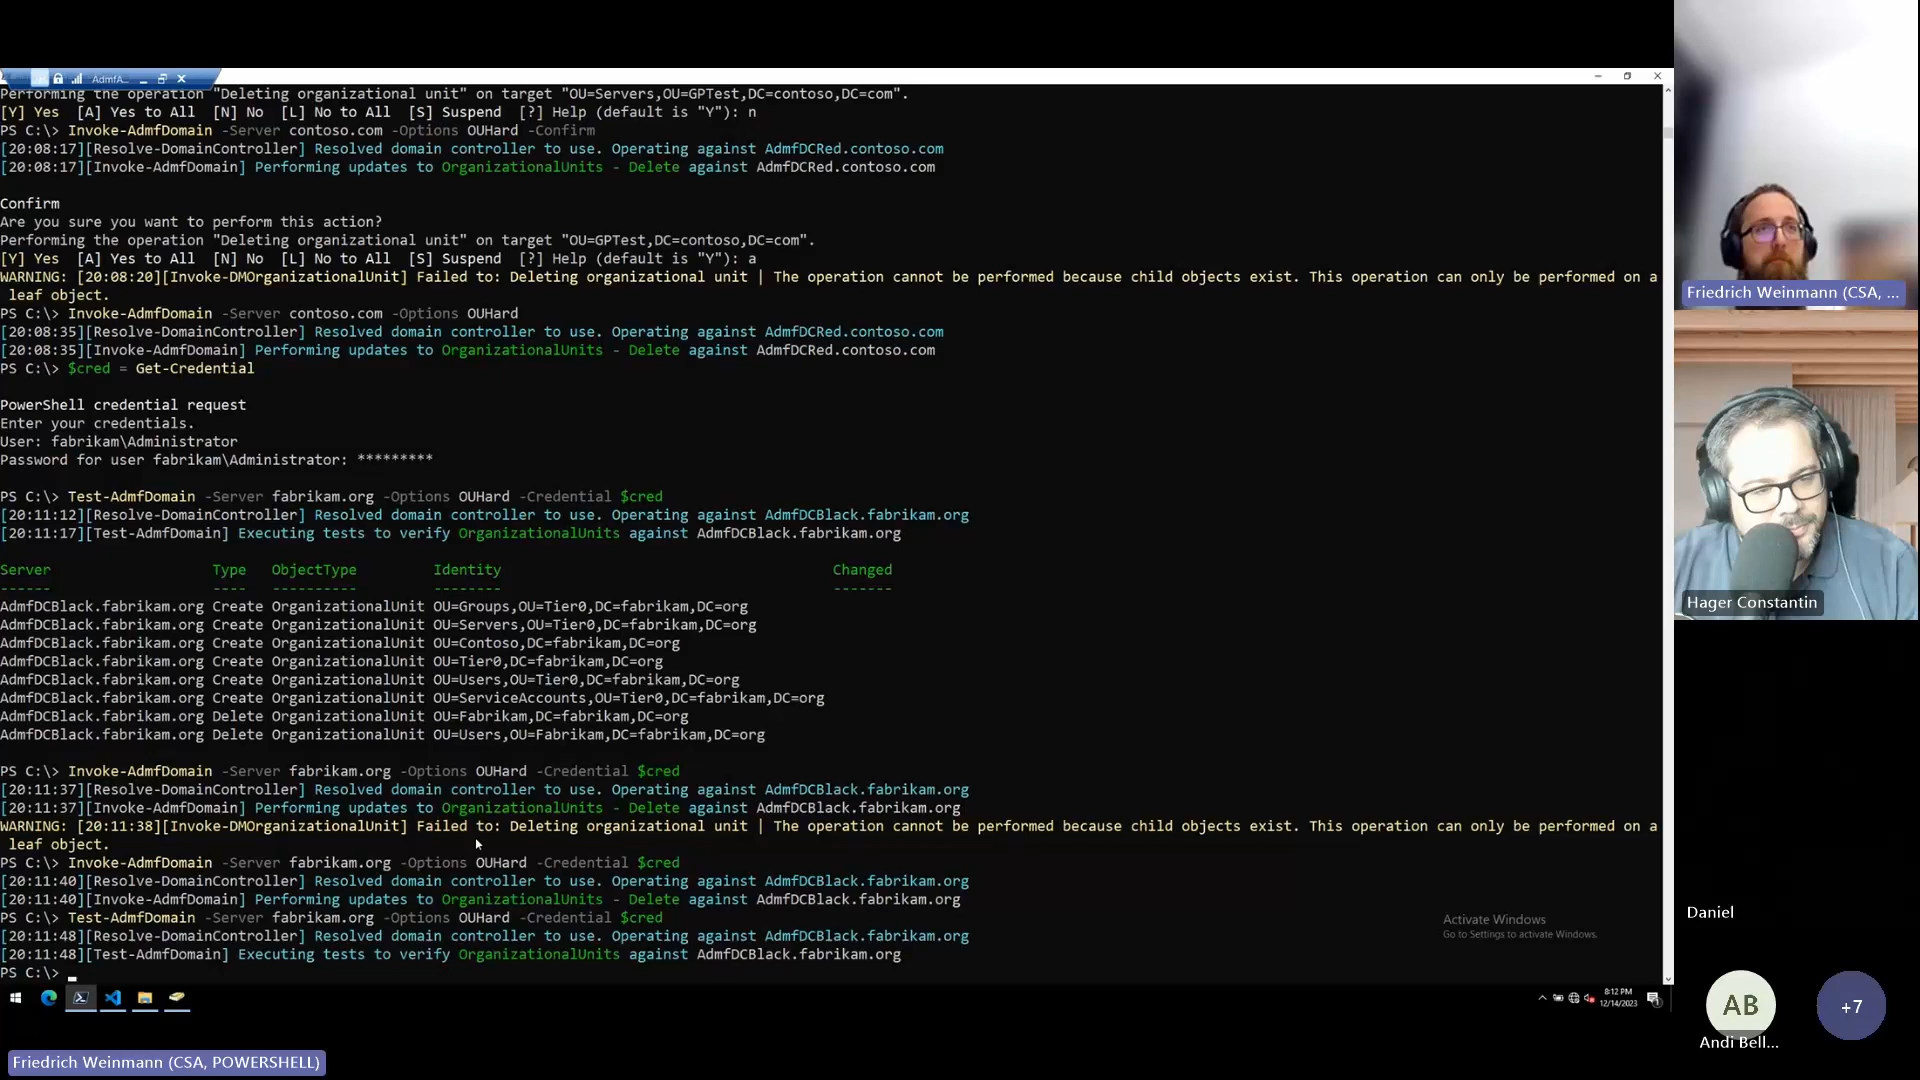 AdmfA...
Performing the operation "Deleting organizational unit" on target "OU=Servers,OU=GPTest,DC=contoso,DC=com".
[Y] Yes  [A] Yes to All  [N] No  [L] No to All  [S] Suspend  [?] Help (default is "Y"): n
PS C:\> Invoke-AdmfDomain -Server contoso.com -Options OUHard -Confirm
[20:08:17][Resolve-DomainController] Resolved domain controller to use. Operating against AdmfDCRed.contoso.com
[20:08:17][Invoke-AdmfDomain] Performing updates to OrganizationalUnits - Delete against AdmfDCRed.contoso.com
Confirm
Are you sure you want to perform this action?
Performing the operation "Deleting organizational unit" on target "OU=GPTest,DC=contoso,DC=com".
[Y] Yes  [A] Yes to All  [N] No  [L] No to All  [S] Suspend  [?] Help (default is "Y"): a
WARNING: [20:08:20][Invoke-DMOrganizationalUnit] Failed to: Deleting organizational unit | The operation cannot be performed because child objects exist. This operation can only be performed on a
leaf object.
PS C:\> Invoke-AdmfDomain -Server contoso.com -Options OUHard
[20:08:35][Resolve-DomainController] Resolved domain controller to use. Operating against AdmfDCRed.contoso.com
[20:08:35][Invoke-AdmfDomain] Performing updates to OrganizationalUnits - Delete against AdmfDCRed.contoso.com
PS C:\> $cred = Get-Credential
PowerShell credential request
Enter your credentials.
User: fabrikam\Administrator
Password for user fabrikam\Administrator: *********
PS C:\> Test-AdmfDomain -Server fabrikam.org -Options OUHard -Credential $cred
[20:11:12][Resolve-DomainController] Resolved domain controller to use. Operating against AdmfDCBlack.fabrikam.org
[20:11:17][Test-AdmfDomain] Executing tests to verify OrganizationalUnits against AdmfDCBlack.fabrikam.org
Server Type ObjectType Identity Changed
------ ---- ---------- -------- -------
AdmfDCBlack.fabrikam.org Create OrganizationalUnit OU=Groups,OU=Tier0,DC=fabrikam,DC=org
AdmfDCBlack.fabrikam.org Create OrganizationalUnit OU=Servers,OU=Tier0,DC=fabrikam,DC=org
AdmfDCBlack.fabrikam.org Create OrganizationalUnit OU=Contoso,DC=fabrikam,DC=org
AdmfDCBlack.fabrikam.org Create OrganizationalUnit OU=Tier0,DC=fabrikam,DC=org
AdmfDCBlack.fabrikam.org Create OrganizationalUnit OU=Users,OU=Tier0,DC=fabrikam,DC=org
AdmfDCBlack.fabrikam.org Create OrganizationalUnit OU=ServiceAccounts,OU=Tier0,DC=fabrikam,DC=org
AdmfDCBlack.fabrikam.org Delete OrganizationalUnit OU=Fabrikam,DC=fabrikam,DC=org
AdmfDCBlack.fabrikam.org Delete OrganizationalUnit OU=Users,OU=Fabrikam,DC=fabrikam,DC=org
PS C:\> Invoke-AdmfDomain -Server fabrikam.org -Options OUHard -Credential $cred
[20:11:37][Resolve-DomainController] Resolved domain controller to use. Operating against AdmfDCBlack.fabrikam.org
[20:11:37][Invoke-AdmfDomain] Performing updates to OrganizationalUnits - Delete against AdmfDCBlack.fabrikam.org
WARNING: [20:11:38][Invoke-DMOrganizationalUnit] Failed to: Deleting organizational unit | The operation cannot be performed because child objects exist. This operation can only be performed on a
leaf object.
PS C:\> Invoke-AdmfDomain -Server fabrikam.org -Options OUHard -Credential $cred
[20:11:40][Resolve-DomainController] Resolved domain controller to use. Operating against AdmfDCBlack.fabrikam.org
[20:11:40][Invoke-AdmfDomain] Performing updates to OrganizationalUnits - Delete against AdmfDCBlack.fabrikam.org
PS C:\> Test-AdmfDomain -Server fabrikam.org -Options OUHard -Credential $cred
[20:11:48][Resolve-DomainController] Resolved domain controller to use. Operating against AdmfDCBlack.fabrikam.org
[20:11:48][Test-AdmfDomain] Executing tests to verify OrganizationalUnits against AdmfDCBlack.fabrikam.org
PS C:\>
Activate Windows
Go to Settings to activate Windows.
8:12 PM
12/14/2023
Friedrich Weinmann (CSA, POWERSHELL)
Friedrich Weinmann (CSA, ...
Hager Constantin
Daniel
AB
Andi Bell...
+7